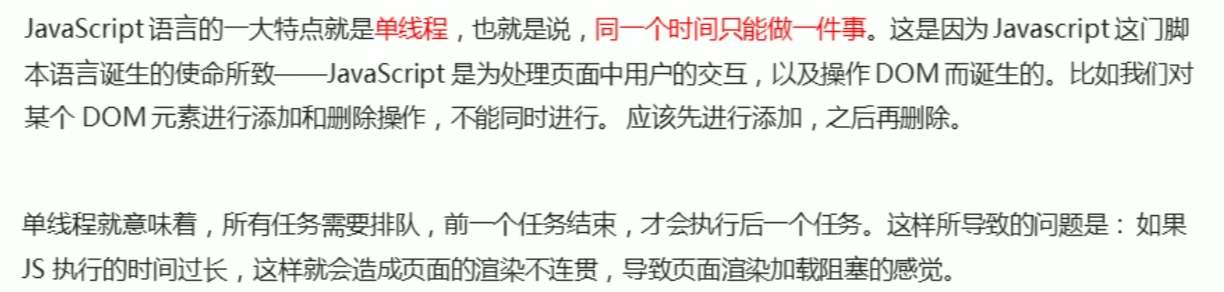 JavaScript 语言的一大特点就是单线程，也就是说，同一个时间只能做一件事。这是因为 Javascript 这门脚
本语言诞生的使命所致——JavaScript 是为处理页面中用户的交互，以及操作 DOM 而诞生的。比如我们对
某个 DOM 元素进行添加和删除操作，不能同时进行。 应该先进行添加，之后再删除。
单线程就意味着，所有任务需要排队，前一个任务结束，才会执行后一个任务。这样所导致的问题是： 如果
JS 执行的时间过长，这样就会造成页面的渲染不连贯，导致页面渲染加载阻塞的感觉。